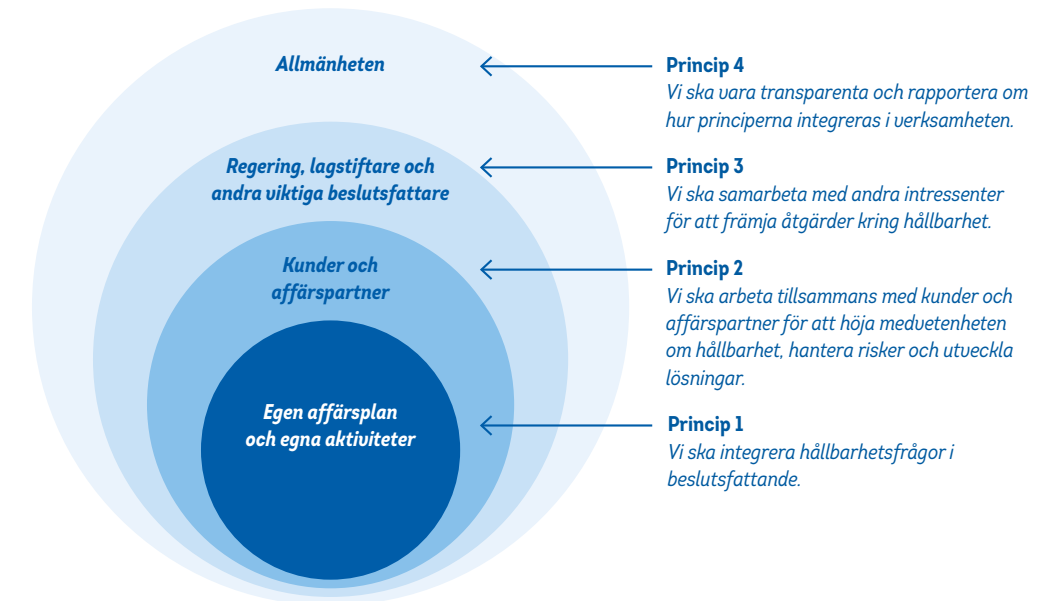 Allmänheten
Princip 4
Vi ska vara transparenta och rapportera om
hur principerna integreras i verksamheten.
Regering, lagstiftare och
andra viktiga beslutsfattare
Princip 3
Vi ska samarbeta med andra intressenter
för att främja åtgärder kring hållbarhet.
Kunder och
affärspartner
Princip 2
Vi ska arbeta tillsammans med kunder och
affärspartner för att höja medvetenheten
om hållbarhet, hantera risker och utveckla
lösningar.
Egen affärsplan
och egna aktiviteter
Princip 1
Vi ska integrera hållbarhetsfrågor i
beslutsfattande.